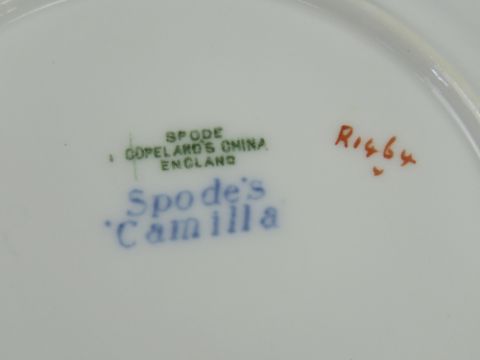 SPODE
COPELAND'S CHINA
ENGLAND
R1464
Spode's
Camilla